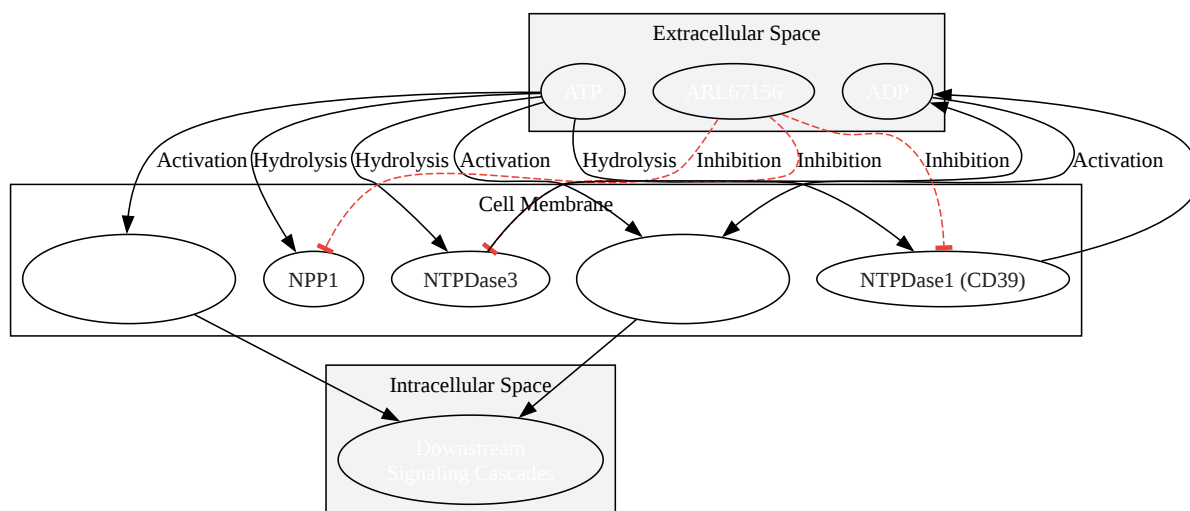 Extracellular Space
ATP
ARL67156
ADP
Activation
Hydrolysis
Hydrolysis
Activation
Hydrolysis
Inhibition
Inhibition
Inhibition
Activation
Cell Membrane
NPP1
NTPDase3
NTPDase1 (CD39)
Intracellular Space
Downstream
Signaling Cascades